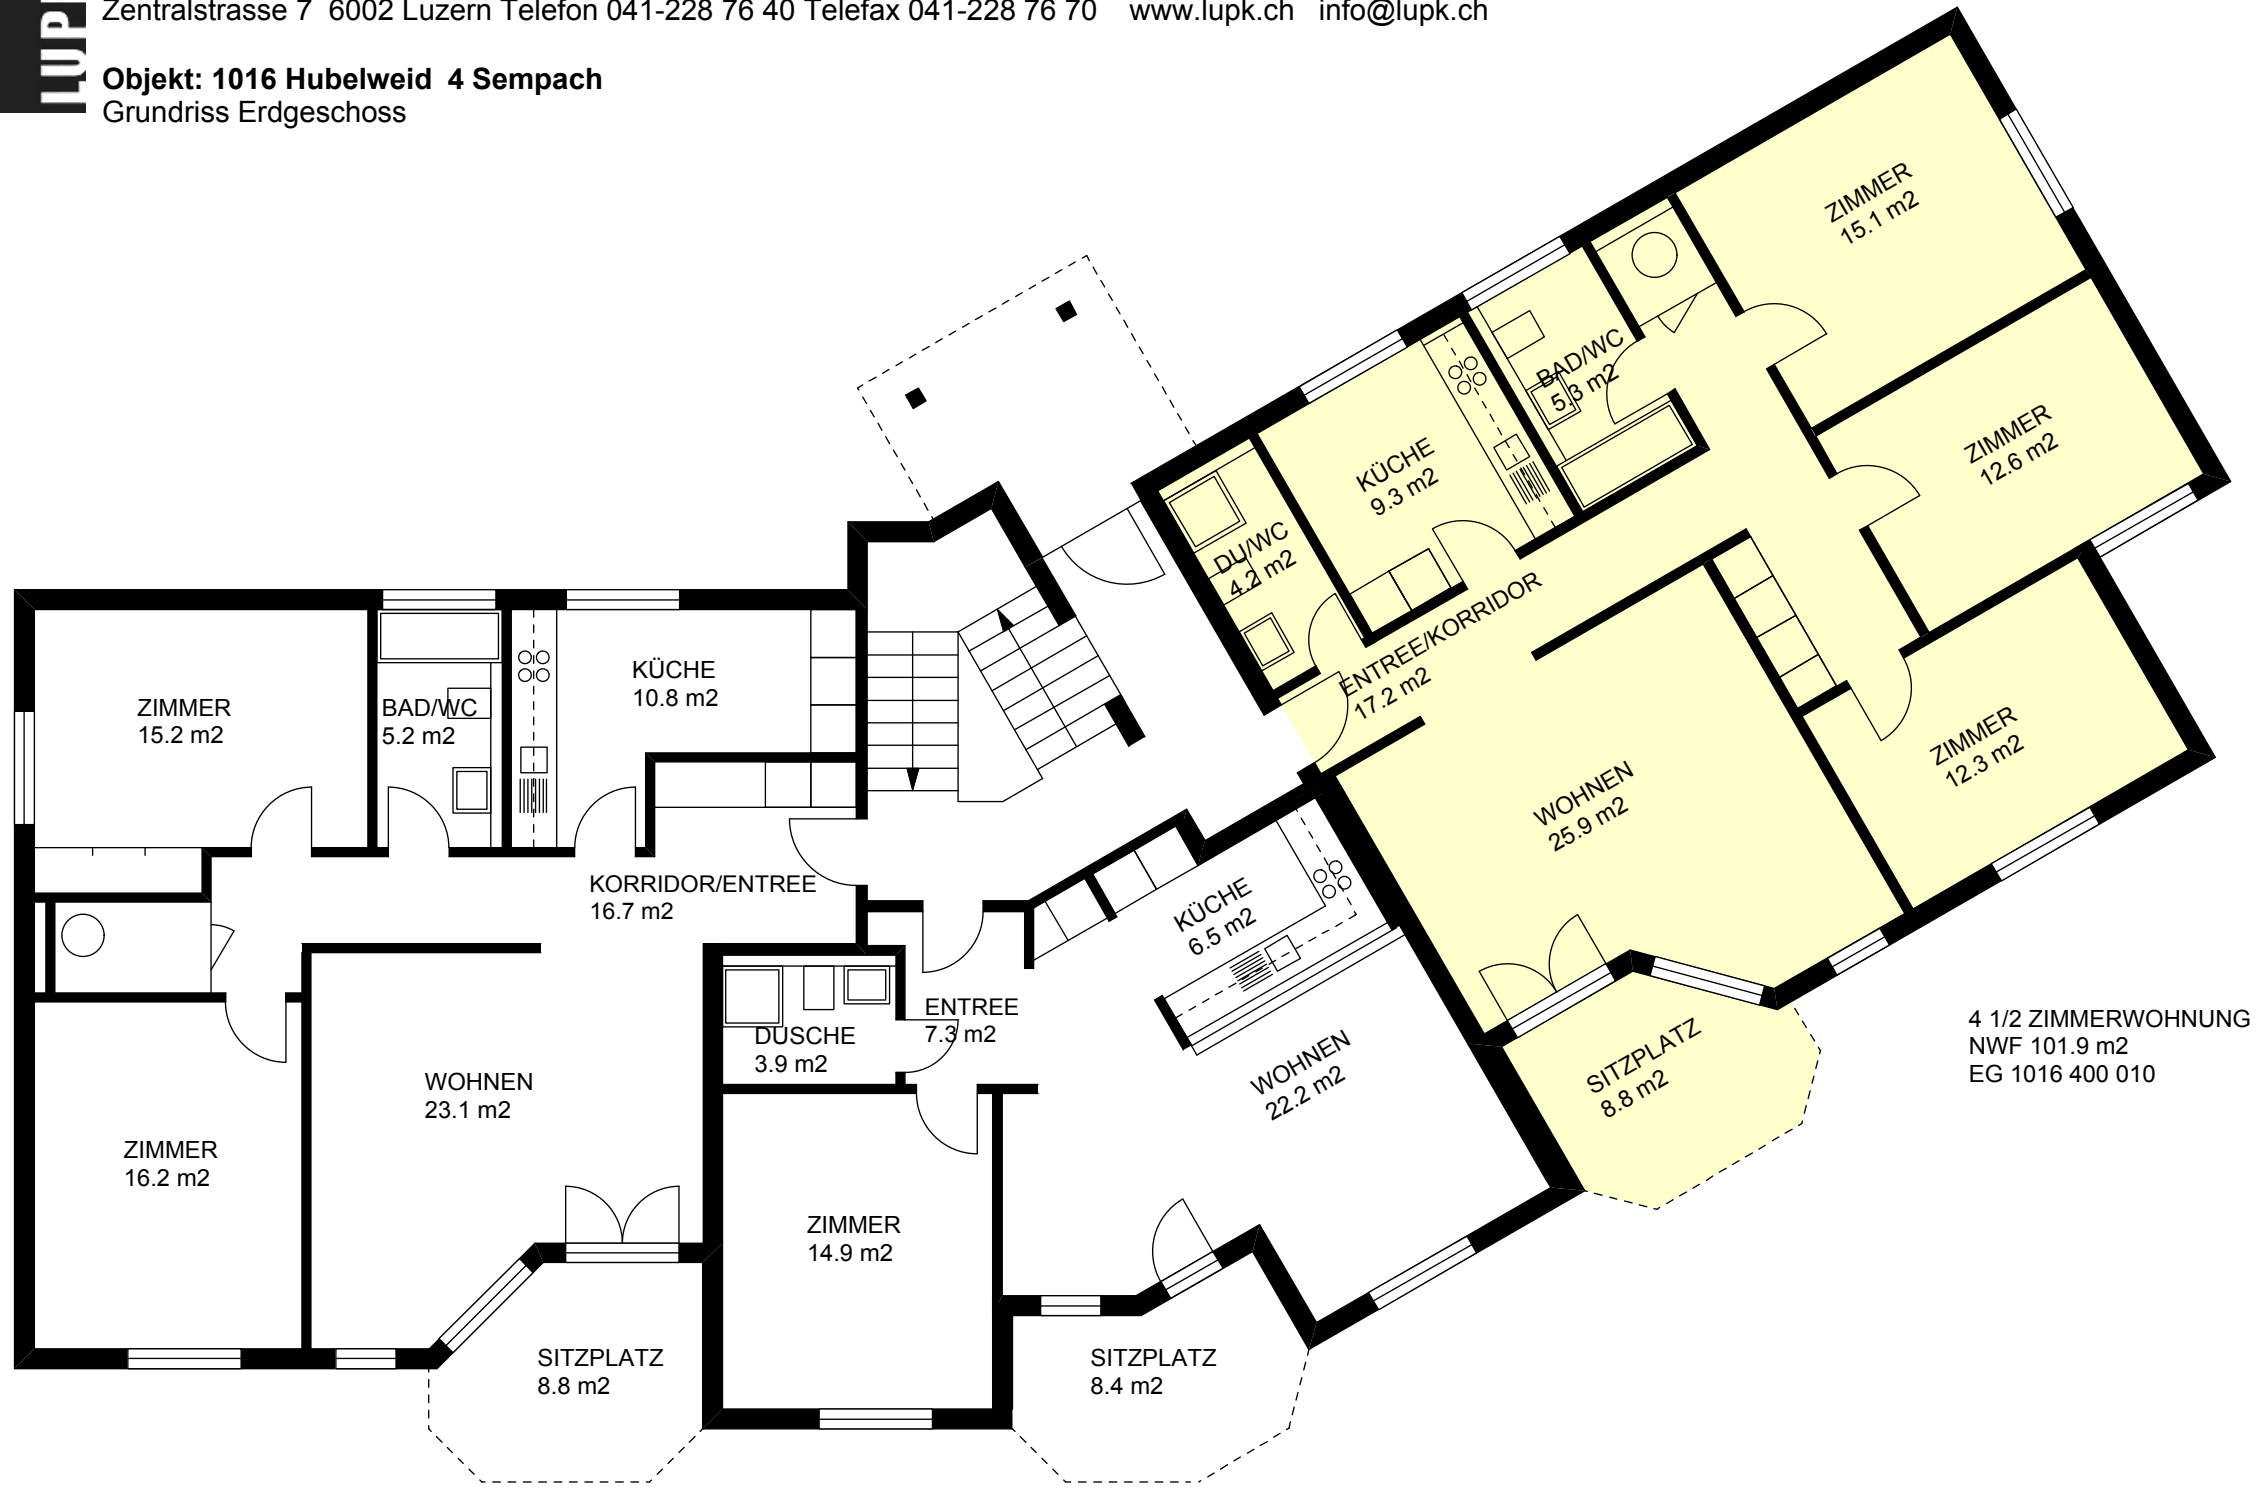 LUPK
Zentralstrasse 7  6002 Luzern Telefon 041-228 76 40 Telefax 041-228 76 70    www.lupk.ch   info@lupk.ch
Objekt: 1016 Hubelweid  4 Sempach
Grundriss Erdgeschoss
ZIMMER
15.1 m2
BAD/WC
5.3 m2
ZIMMER
12.6 m2
KÜCHE
9.3 m2
DU/WC
4.2 m2
ENTREE/KORRIDOR
17.2 m2
ZIMMER
12.3 m2
WOHNEN
25.9 m2
SITZPLATZ
8.8 m2
4 1/2 ZIMMERWOHNUNG
NWF 101.9 m2
EG 1016 400 010
ZIMMER
15.2 m2
BAD/WC
5.2 m2
KÜCHE
10.8 m2
KORRIDOR/ENTREE
16.7 m2
KÜCHE
6.5 m2
ENTREE
7.3 m2
DUSCHE
3.9 m2
WOHNEN
22.2 m2
WOHNEN
23.1 m2
ZIMMER
16.2 m2
ZIMMER
14.9 m2
SITZPLATZ
8.8 m2
SITZPLATZ
8.4 m2